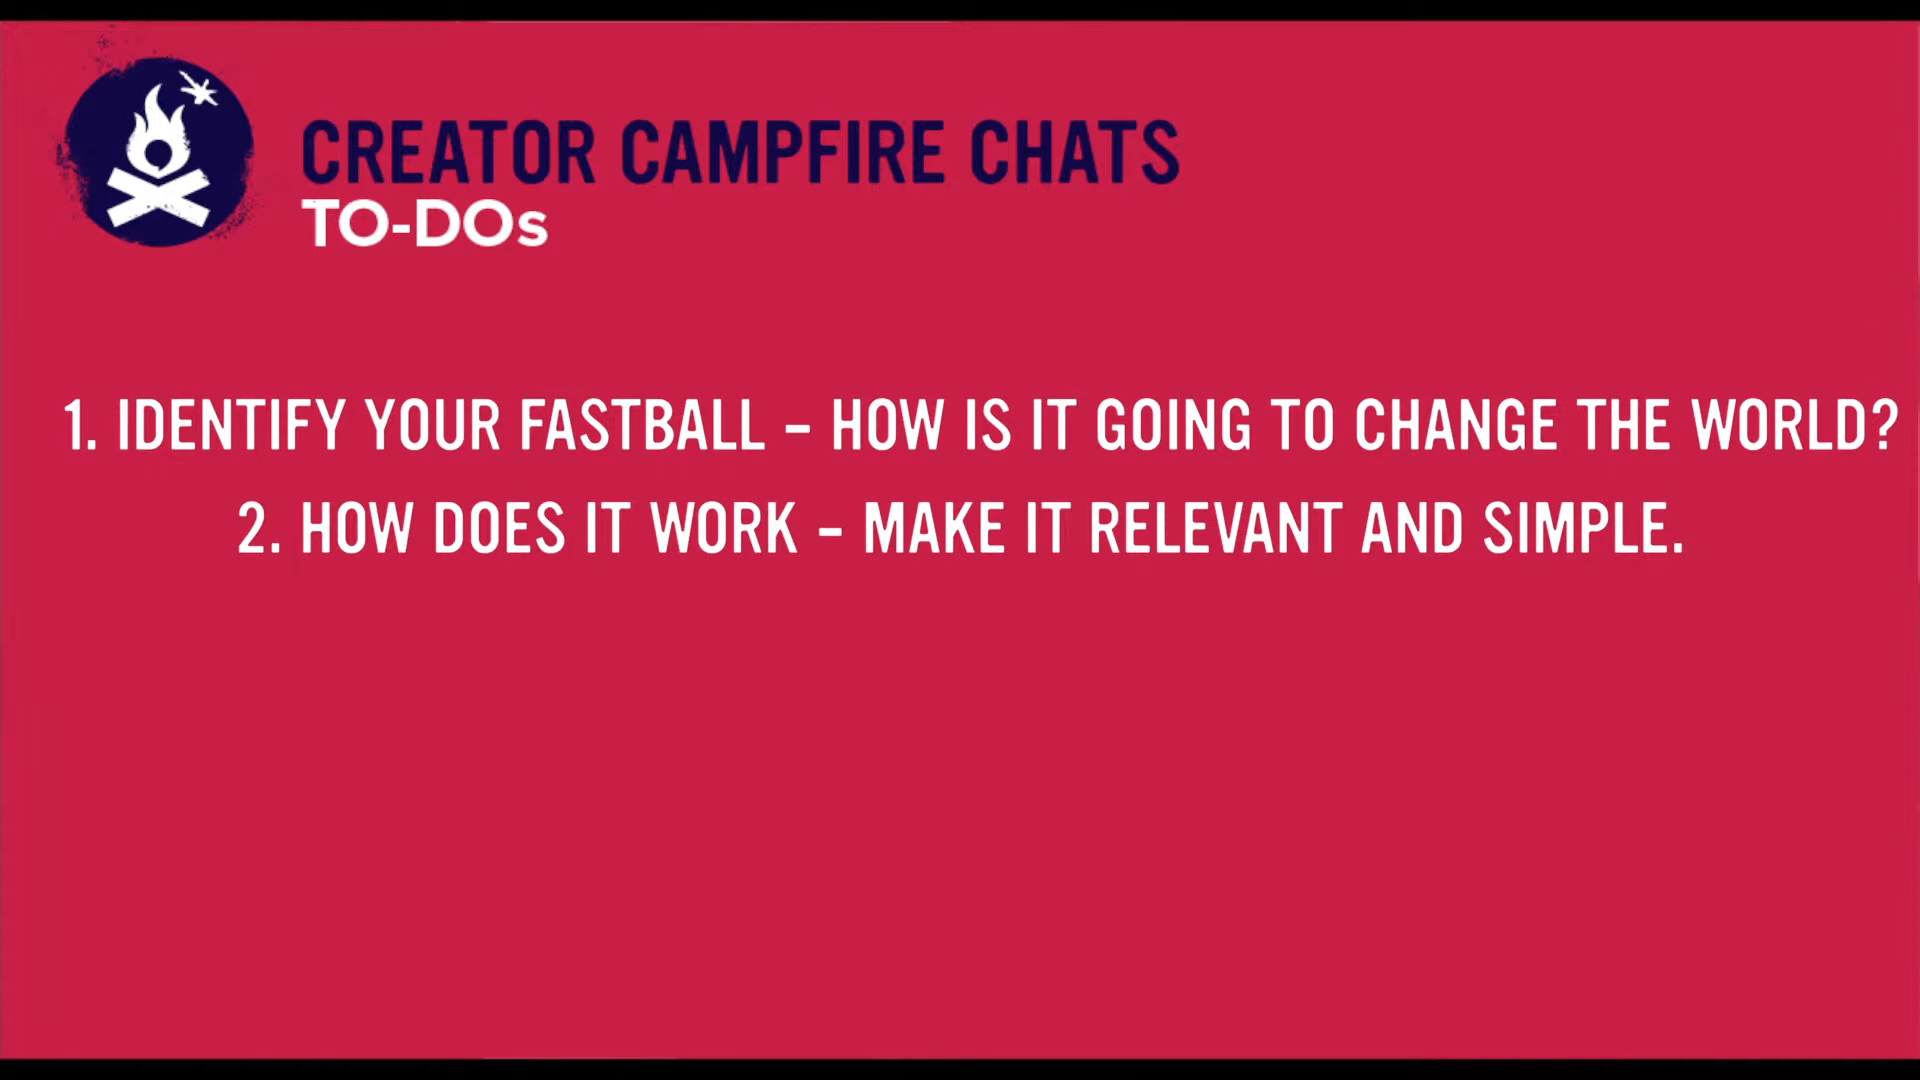 CREATOR CAMPFIRE CHATS
TO-DOs
1. IDENTIFY YOUR FASTBALL – HOW IS IT GOING TO CHANGE THE WORLD?
2. HOW DOES IT WORK – MAKE IT RELEVANT AND SIMPLE.